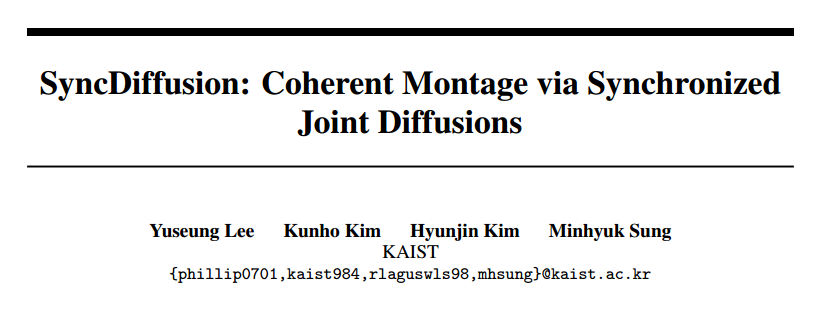 SyncDiffusion: Coherent Montage via Synchronized
Joint Diffusions
Yuseung Lee Kunho Kim Hyunjin Kim Minhyuk Sung
KAIST
{phillip0701,kaist984,rlaguswls98,mhsung}@kaist.ac.kr